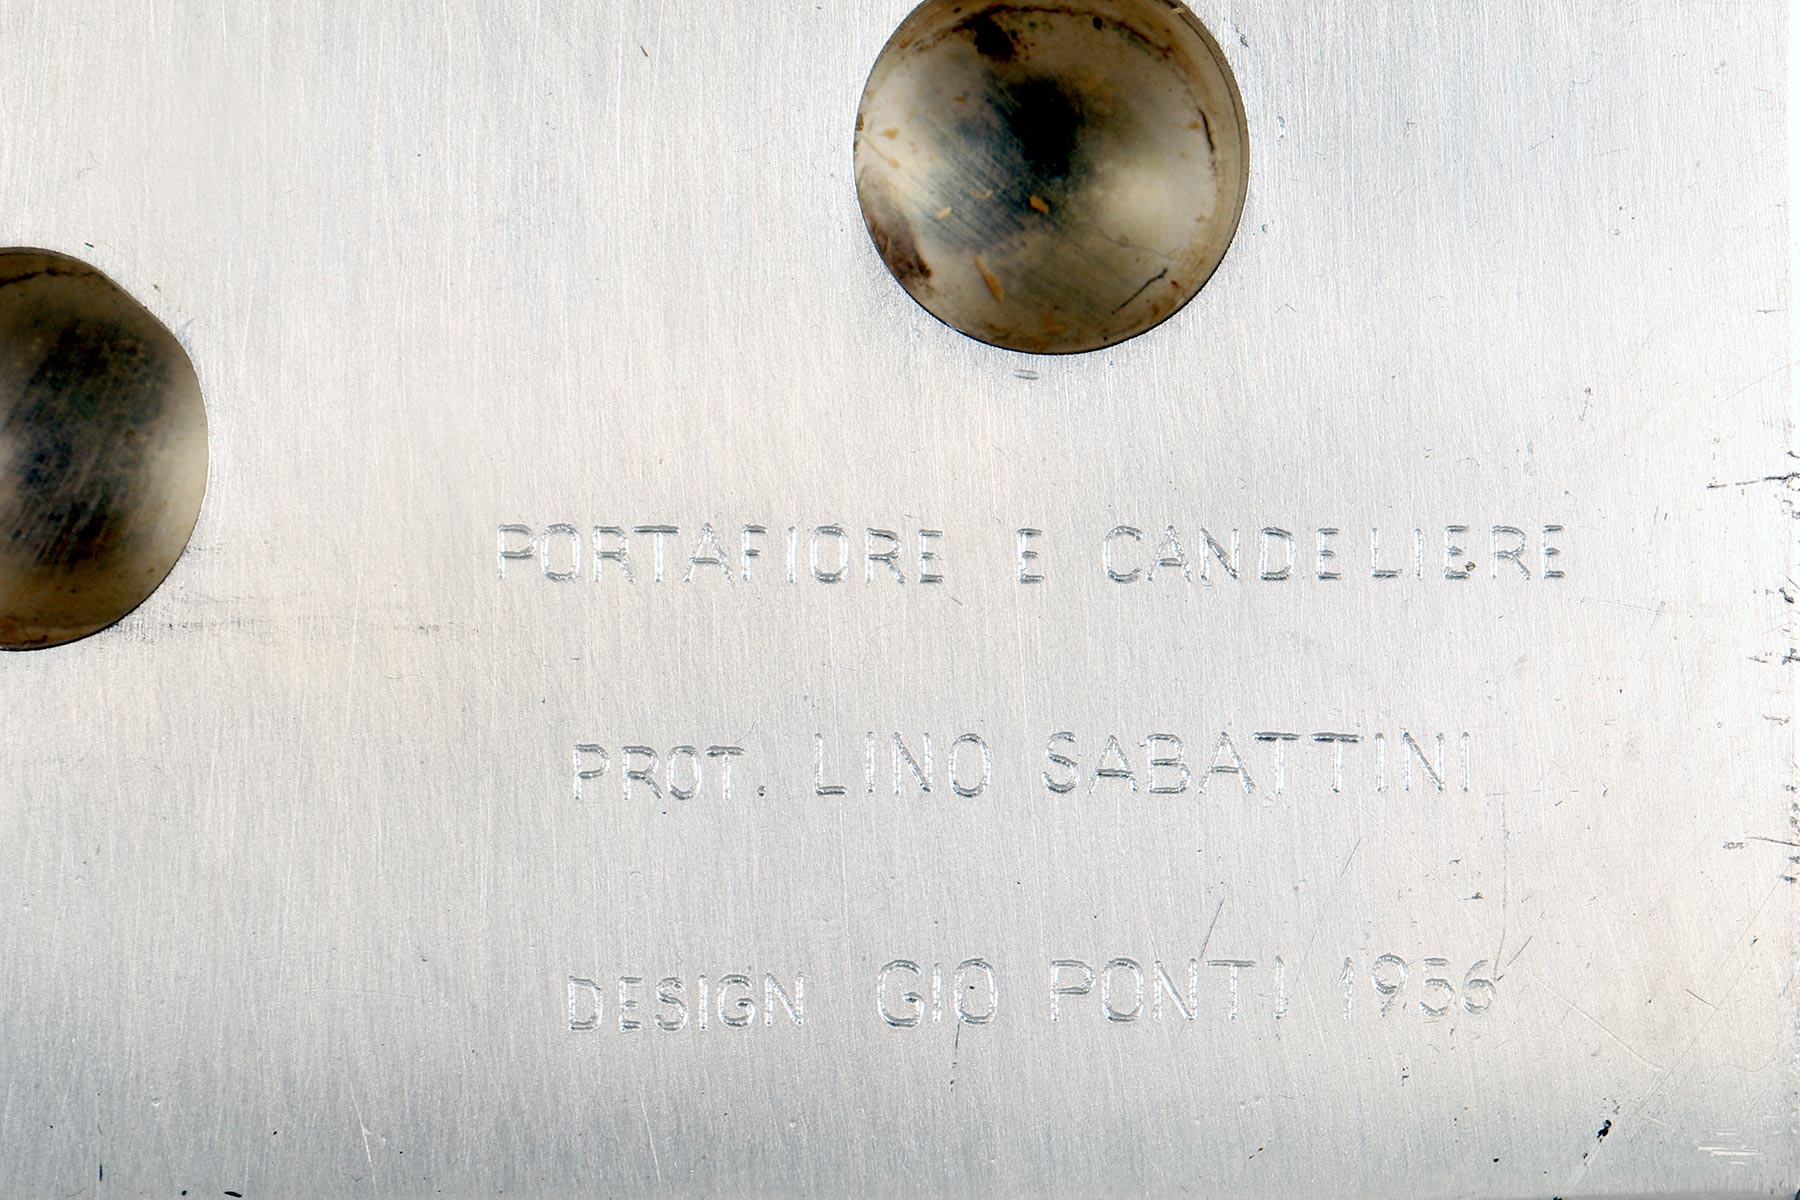 PORTAFIORE E CANDELIERE
PROT. LINO SABATTINI
DESIGN GIO PONTI 1956